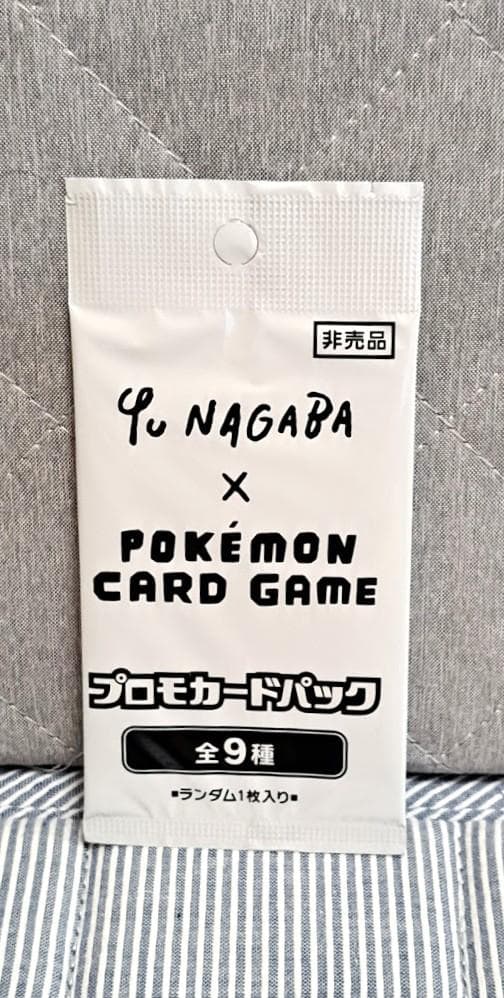 非売品
Yu NAGABA
×
POKÉMON
CARD GAME
プロモカードパック
全9種
■ランダム1枚入り■